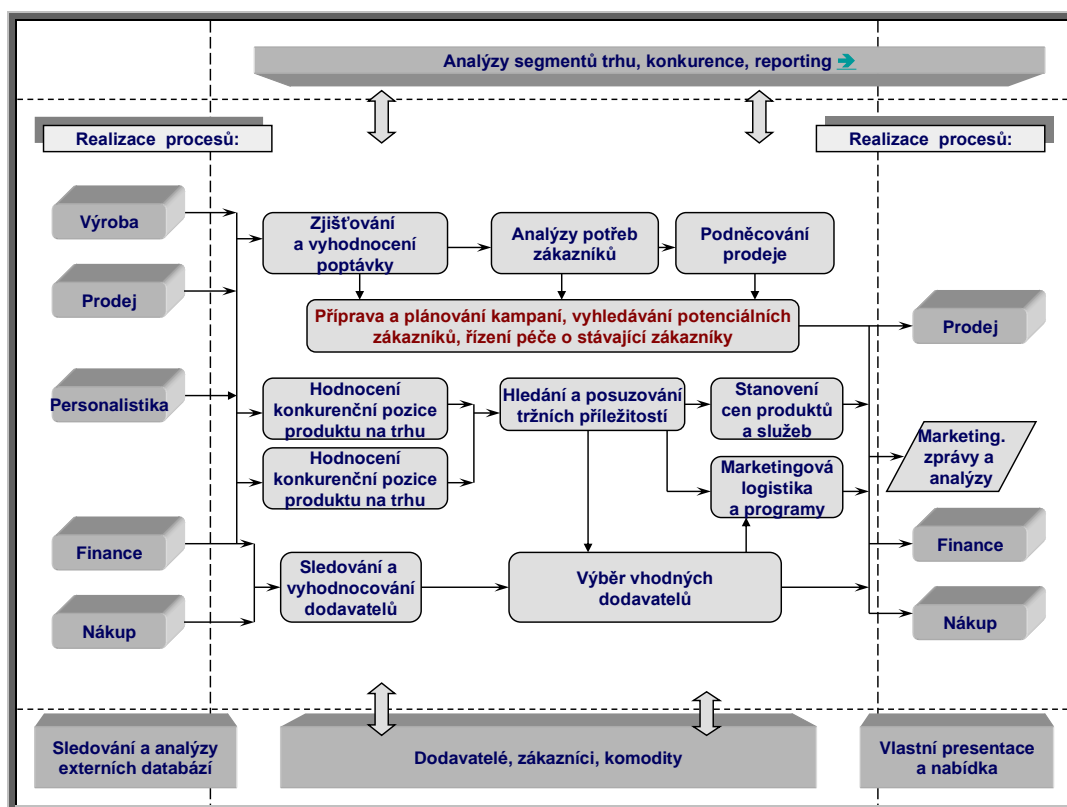 Analýzy segmentů trhu, konkurence, reporting ➔
Realizace procesů:
Realizace procesů:
Výroba
Prodej
Personalistika
Finance
Nákup
Zjišťování
a vyhodnocení
poptávky
Analýzy potřeb
zákazníků
Podněcování
prodeje
Příprava a plánování kampaní, vyhledávání potenciálních
zákazníků, řízení péče o stávající zákazníky
Hodnocení
konkurenční pozice
produktu na trhu
Hledání a posuzování
tržních příležitostí
Stanovení
cen produktů
a služeb
Hodnocení
konkurenční pozice
produktu na trhu
Marketingová
logistika
a programy
Sledování a
vyhodnocování
dodavatelů
Výběr vhodných
dodavatelů
Prodej
Marketing.
zprávy a
analýzy
Finance
Nákup
Sledování a analýzy
externích databází
Dodavatelé, zákazníci, komodity
Vlastní presentace
a nabídka